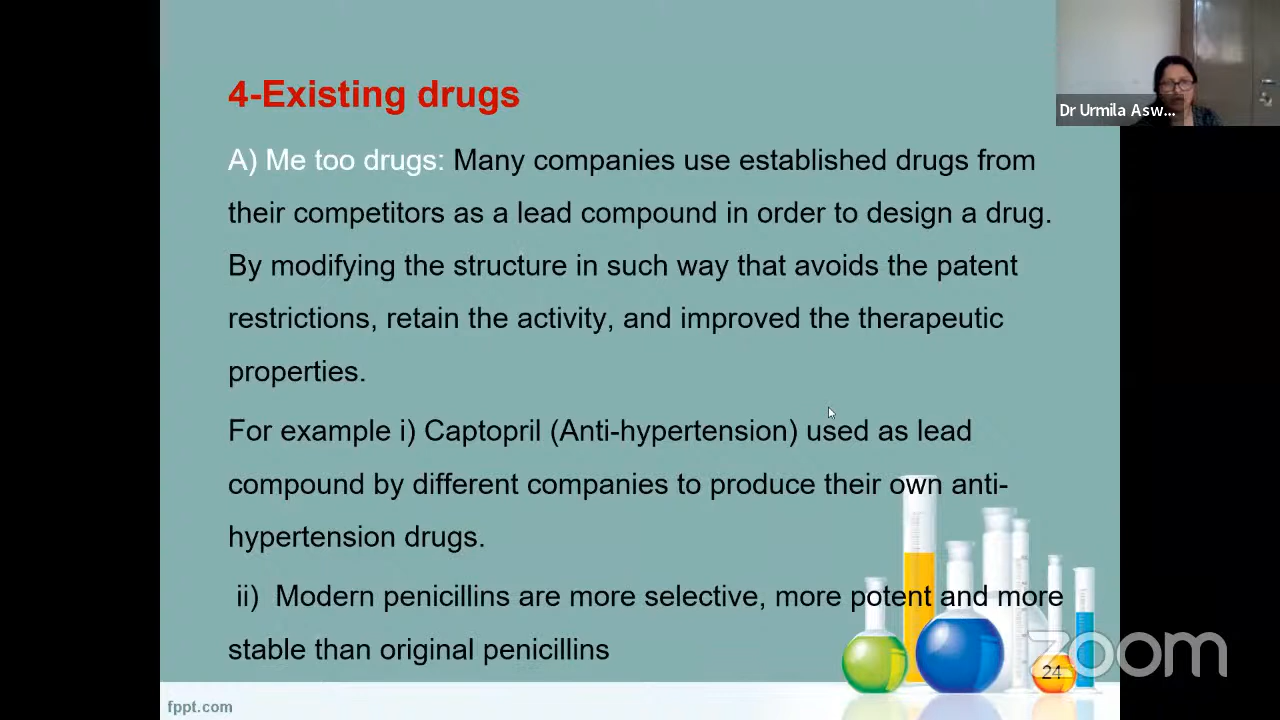 4-Existing drugs
A) Me too drugs: Many companies use established drugs from
their competitors as a lead compound in order to design a drug.
By modifying the structure in such way that avoids the patent
restrictions, retain the activity, and improved the therapeutic
properties.
For example i) Captopril (Anti-hypertension) used as lead
compound by different companies to produce their own anti-
hypertension drugs.
ii) Modern penicillins are more selective, more potent and more
stable than original penicillins
24
fppt.com
Dr Urmila Asw...
zoom